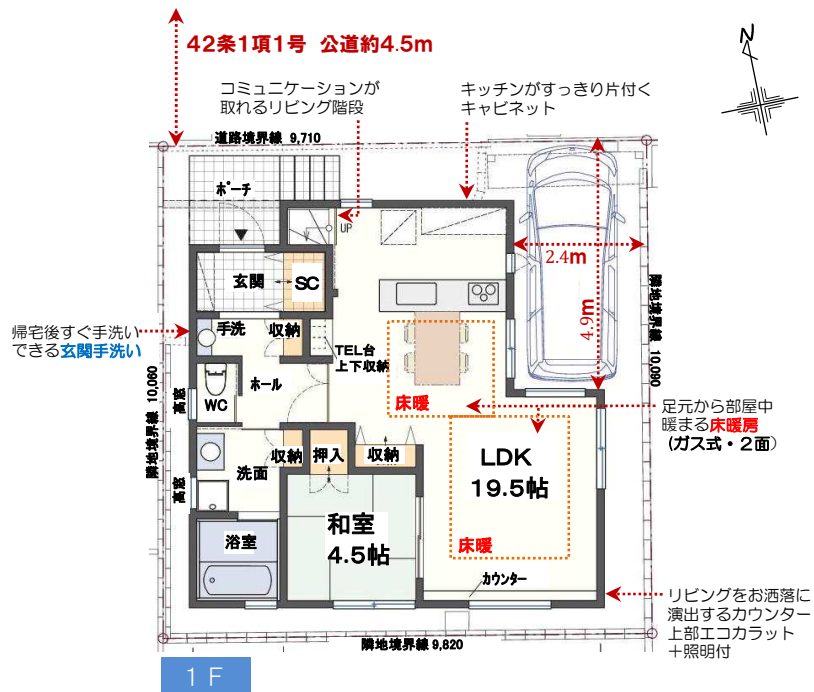 42条1項1号 公道約4.5m
N
コミュニケーションが
取れるリビング階段
キッチンがすっきり片付く
キャビネット
道路境界線 9,710
ポーチ
UP
玄関
SC
2.4m
4.9m
隣地境界線 10,090
帰宅後すぐ手洗い
できる玄関手洗い
手洗
収納
TEL台
上下収納
ホール
WC
高窓
隣地境界線 10,060
床暖
足元から部屋中
暖まる床暖房
(ガス式・2面)
洗面
収納
押入
収納
LDK
19.5帖
高窓
浴室
和室
4.5帖
床暖
カウンター
リビングをお洒落に
演出するカウンター
上部エコカラット
+照明付
隣地境界線 9,820
1F